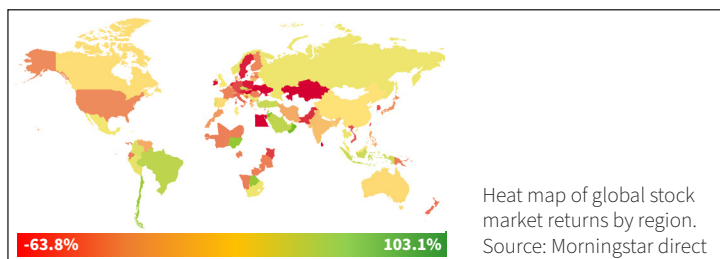 Heat map of global stock
market returns by region.
Source: Morningstar direct
-63.8% 103.1%